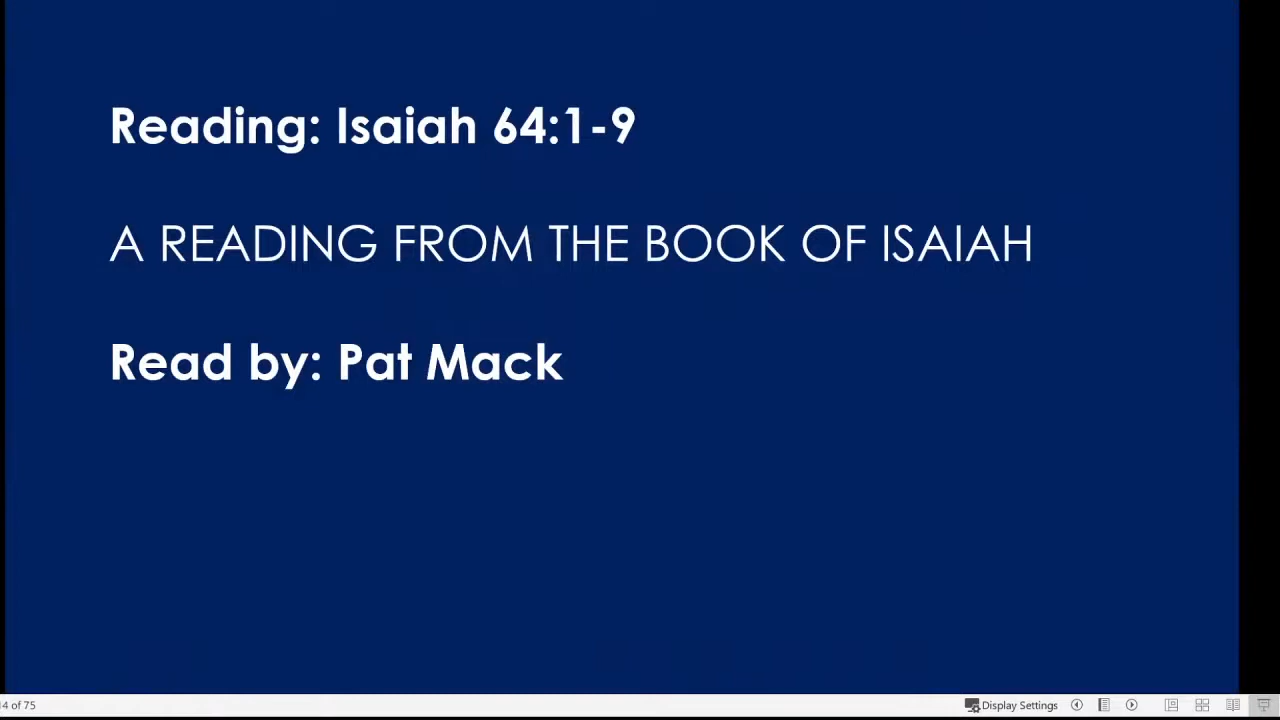 Reading: Isaiah 64:1-9
A READING FROM THE BOOK OF ISAIAH
Read by: Pat Mack
of 75
Display Settings